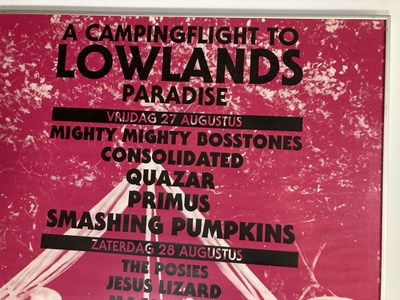 A CAMPINGFLIGHT TO
LOWLANDS
PARADISE
VRIJDAG 27 AUGUSTUS
MIGHTY MIGHTY BOSSTONES
CONSOLIDATED
QUAZAR
PRIMUS
SMASHING PUMPKINS
ZATERDAG 28 AUGUSTUS
THE POSIES
JESUS LIZARD